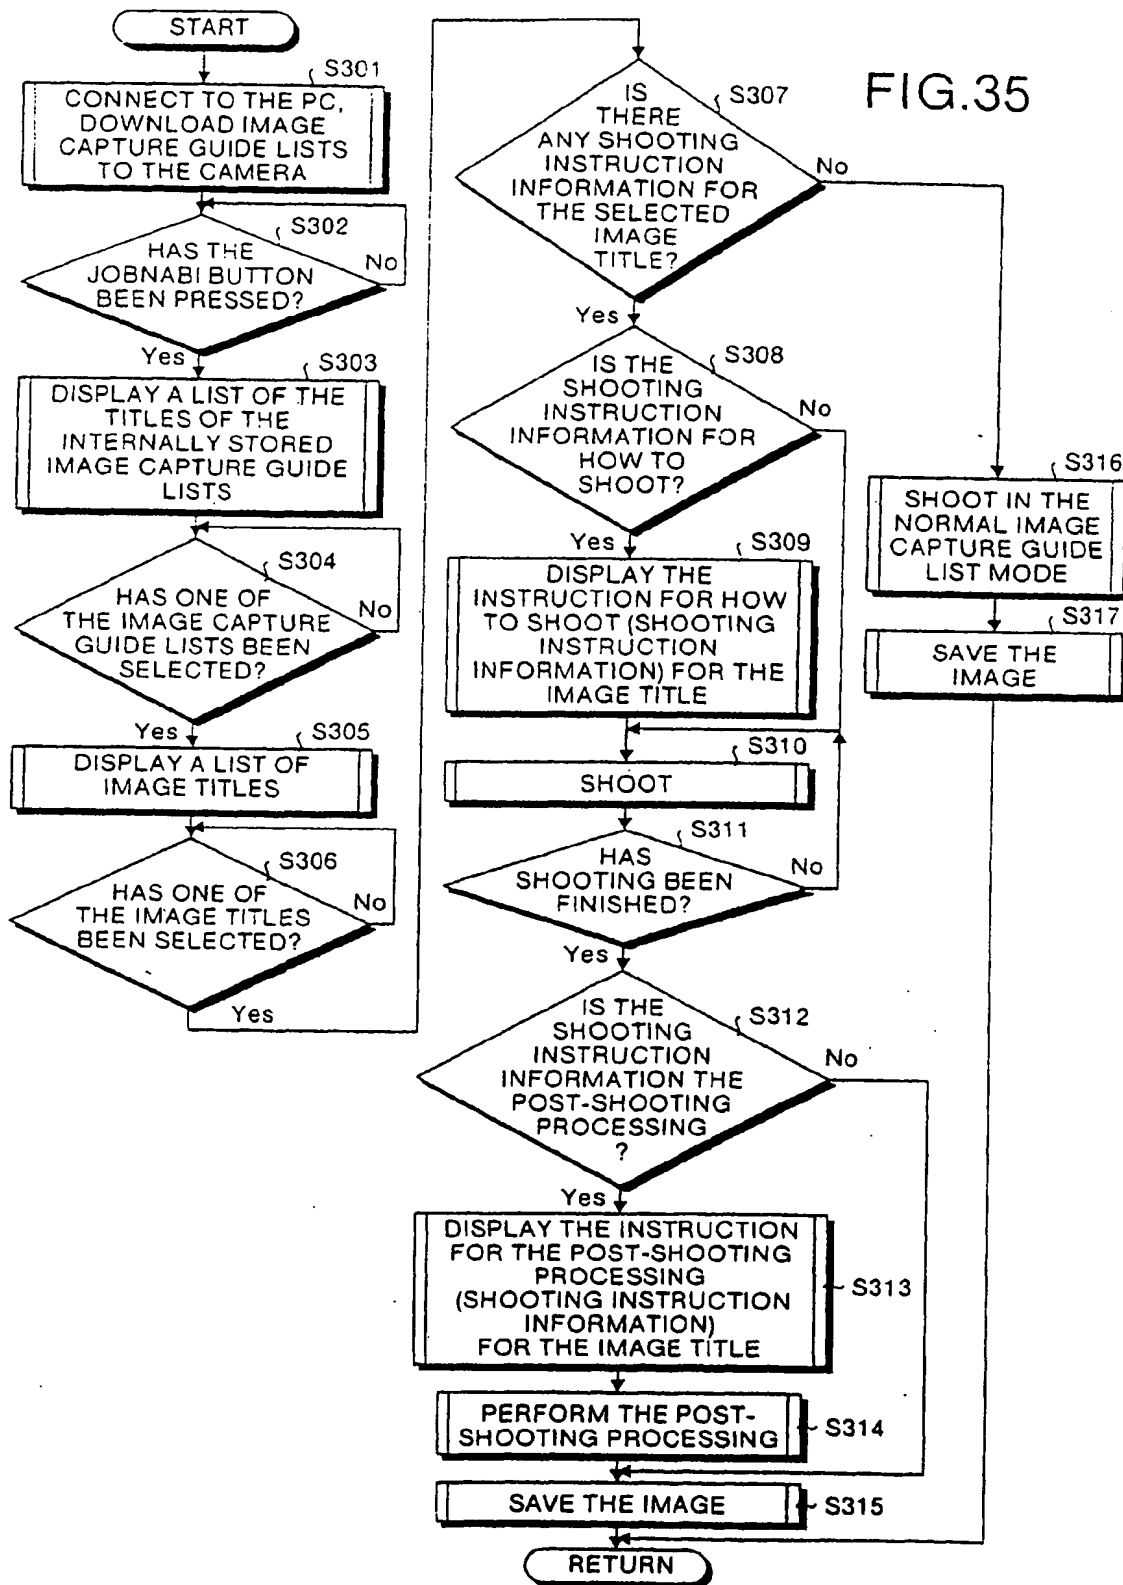 FIG.35
START
S301
CONNECT TO THE PC,
DOWNLOAD IMAGE
CAPTURE GUIDE LISTS
TO THE CAMERA
S302
HAS THE
JOBNABI BUTTON
BEEN PRESSED?
No
Yes
S303
DISPLAY A LIST OF THE
TITLES OF THE
INTERNALLY STORED
IMAGE CAPTURE GUIDE
LISTS
S304
HAS ONE OF
THE IMAGE CAPTURE
GUIDE LISTS BEEN
SELECTED?
No
Yes
S305
DISPLAY A LIST OF
IMAGE TITLES
S306
HAS ONE OF
THE IMAGE TITLES
BEEN SELECTED?
No
Yes
S307
IS
THERE
ANY SHOOTING
INSTRUCTION
INFORMATION FOR
THE SELECTED
IMAGE
TITLE?
No
Yes
S308
IS THE
SHOOTING
INSTRUCTION
INFORMATION FOR
HOW TO
SHOOT?
No
Yes
S309
DISPLAY THE
INSTRUCTION FOR HOW
TO SHOOT (SHOOTING
INSTRUCTION
INFORMATION) FOR THE
IMAGE TITLE
S310
SHOOT
S311
HAS
SHOOTING BEEN
FINISHED?
No
Yes
S312
IS THE
SHOOTING
INSTRUCTION
INFORMATION THE
POST-SHOOTING
PROCESSING
?
No
Yes
DISPLAY THE INSTRUCTION
FOR THE POST-SHOOTING
PROCESSING
(SHOOTING INSTRUCTION
INFORMATION)
FOR THE IMAGE TITLE
S313
PERFORM THE POST-
SHOOTING PROCESSING
S314
SAVE THE IMAGE
S315
RETURN
S316
SHOOT IN THE
NORMAL IMAGE
CAPTURE GUIDE
LIST MODE
S317
SAVE THE
IMAGE